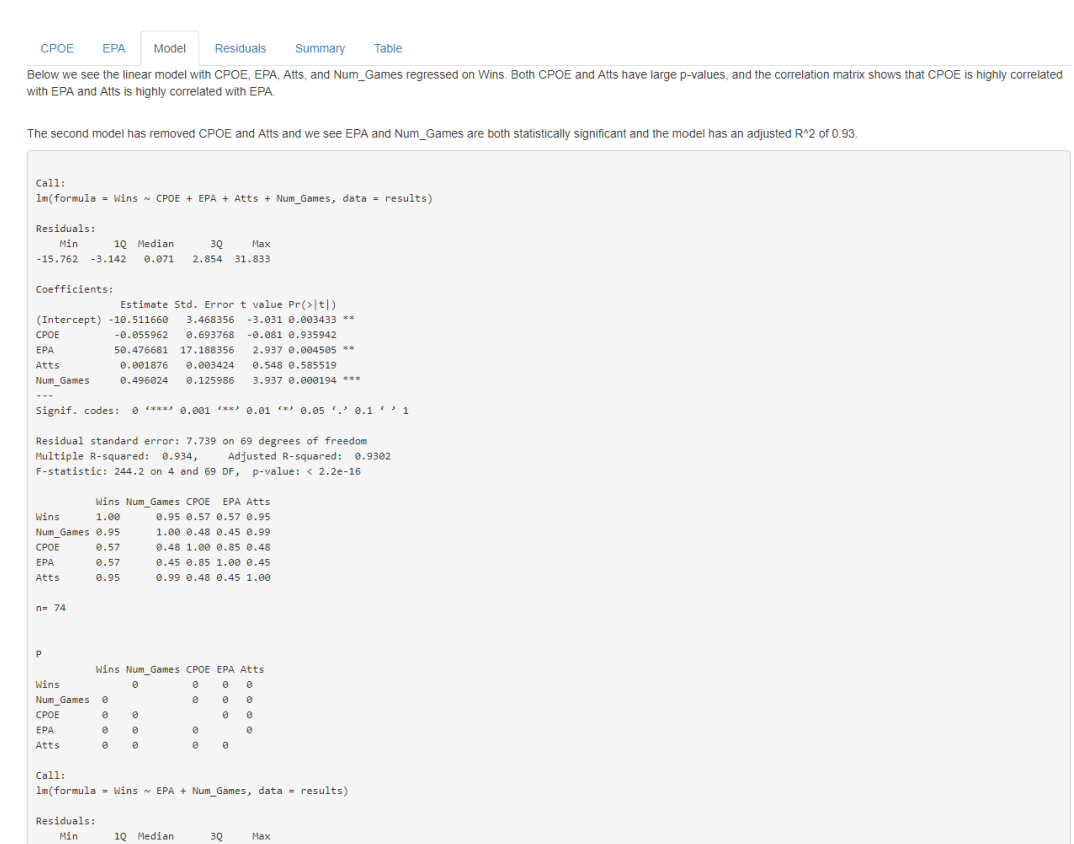 CPOE EPA Model Residuals Summary Table
Below we see the linear model with CPOE, EPA, Atts, and Num_Games regressed on Wins. Both CPOE and Atts have large p-values, and the correlation matrix shows that CPOE is highly correlated
with EPA and Atts is highly correlated with EPA.
The second model has removed CPOE and Atts and we see EPA and Num_Games are both statistically significant and the model has an adjusted R^2 of 0.93.
Call:
lm(formula = Wins ~ CPOE + EPA + Atts + Num_Games, data = results)
Residuals:
    Min      1Q  Median      3Q     Max
-15.762  -3.142   0.071   2.854  31.833
Coefficients:
              Estimate Std. Error t value Pr(>|t|)
(Intercept) -10.511660   3.468356  -3.031 0.003433 **
CPOE         -0.055962   0.693768  -0.081 0.935942
EPA          50.476681  17.188356   2.937 0.004505 **
Atts          0.001876   0.003424   0.548 0.585519
Num_Games     0.496024   0.125986   3.937 0.000194 ***
---
Signif. codes:  0 ‘***’ 0.001 ‘**’ 0.01 ‘*’ 0.05 ‘.’ 0.1 ‘ ’ 1
Residual standard error: 7.739 on 69 degrees of freedom
Multiple R-squared:  0.934,	Adjusted R-squared:  0.9302
F-statistic: 244.2 on 4 and 69 DF,  p-value: < 2.2e-16
          Wins Num_Games CPOE  EPA Atts
Wins      1.00      0.95 0.57 0.57 0.95
Num_Games 0.95      1.00 0.48 0.45 0.99
CPOE      0.57      0.48 1.00 0.85 0.48
EPA       0.57      0.45 0.85 1.00 0.45
Atts      0.95      0.99 0.48 0.45 1.00
n= 74
P
          Wins Num_Games CPOE EPA Atts
Wins            0         0    0   0
Num_Games  0              0    0   0
CPOE       0    0              0   0
EPA        0    0         0        0
Atts       0    0         0    0
Call:
lm(formula = Wins ~ EPA + Num_Games, data = results)
Residuals:
    Min      1Q  Median      3Q     Max